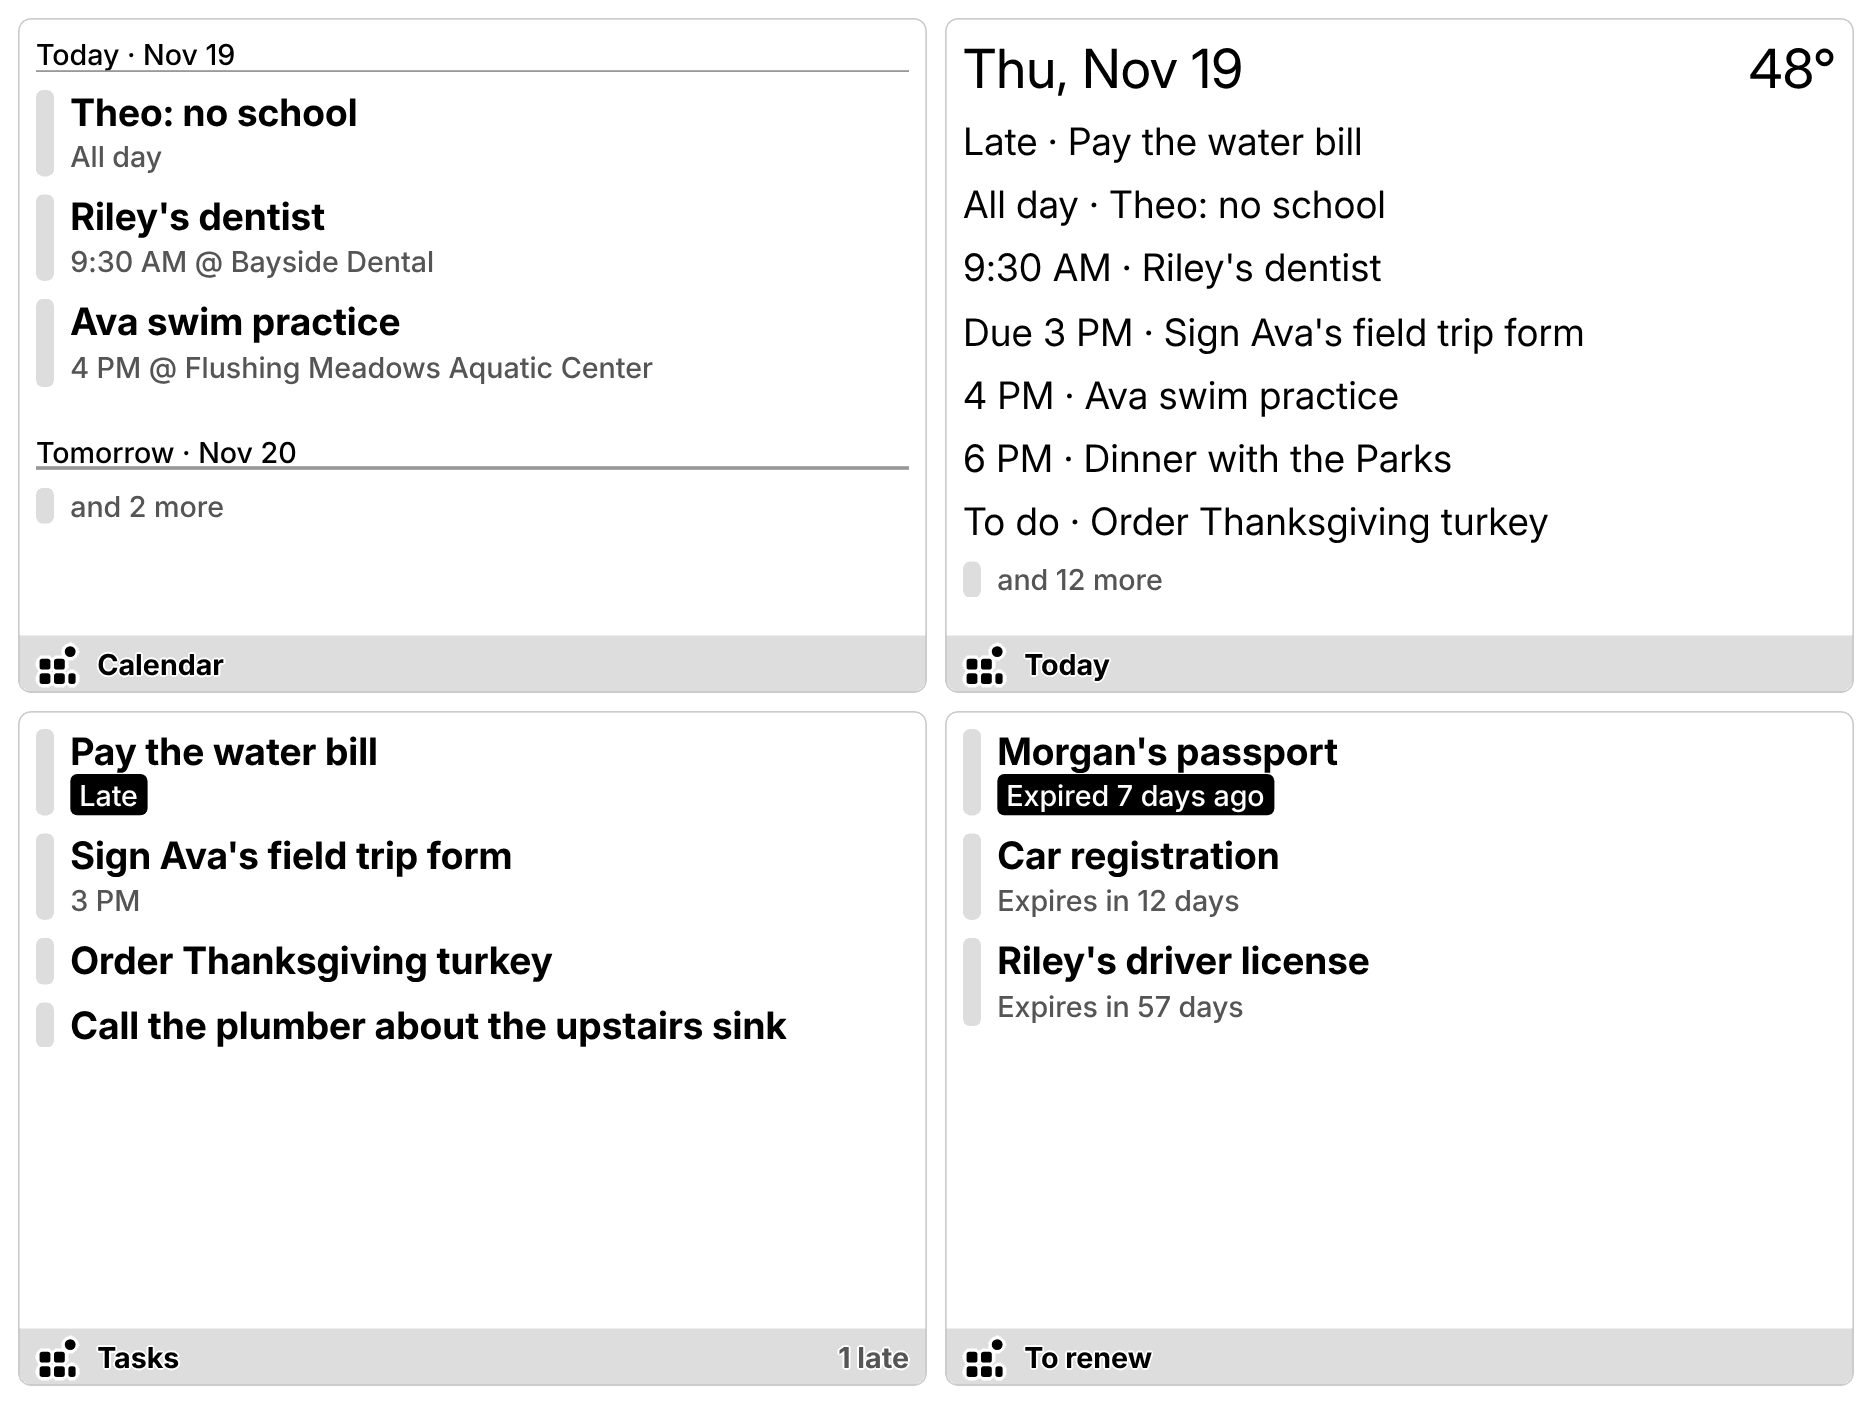 Today · Nov 19
Theo: no school
All day
Riley's dentist
9:30 AM @ Bayside Dental
Ava swim practice
4 PM @ Flushing Meadows Aquatic Center
Tomorrow · Nov 20
and 2 more
Calendar
Thu, Nov 19
48°
Late · Pay the water bill
All day · Theo: no school
9:30 AM · Riley's dentist
Due 3 PM · Sign Ava's field trip form
4 PM · Ava swim practice
6 PM · Dinner with the Parks
To do · Order Thanksgiving turkey
and 12 more
Today
Pay the water bill
Late
Sign Ava's field trip form
3 PM
Order Thanksgiving turkey
Call the plumber about the upstairs sink
Tasks
1 late
Morgan's passport
Expired 7 days ago
Car registration
Expires in 12 days
Riley's driver license
Expires in 57 days
To renew